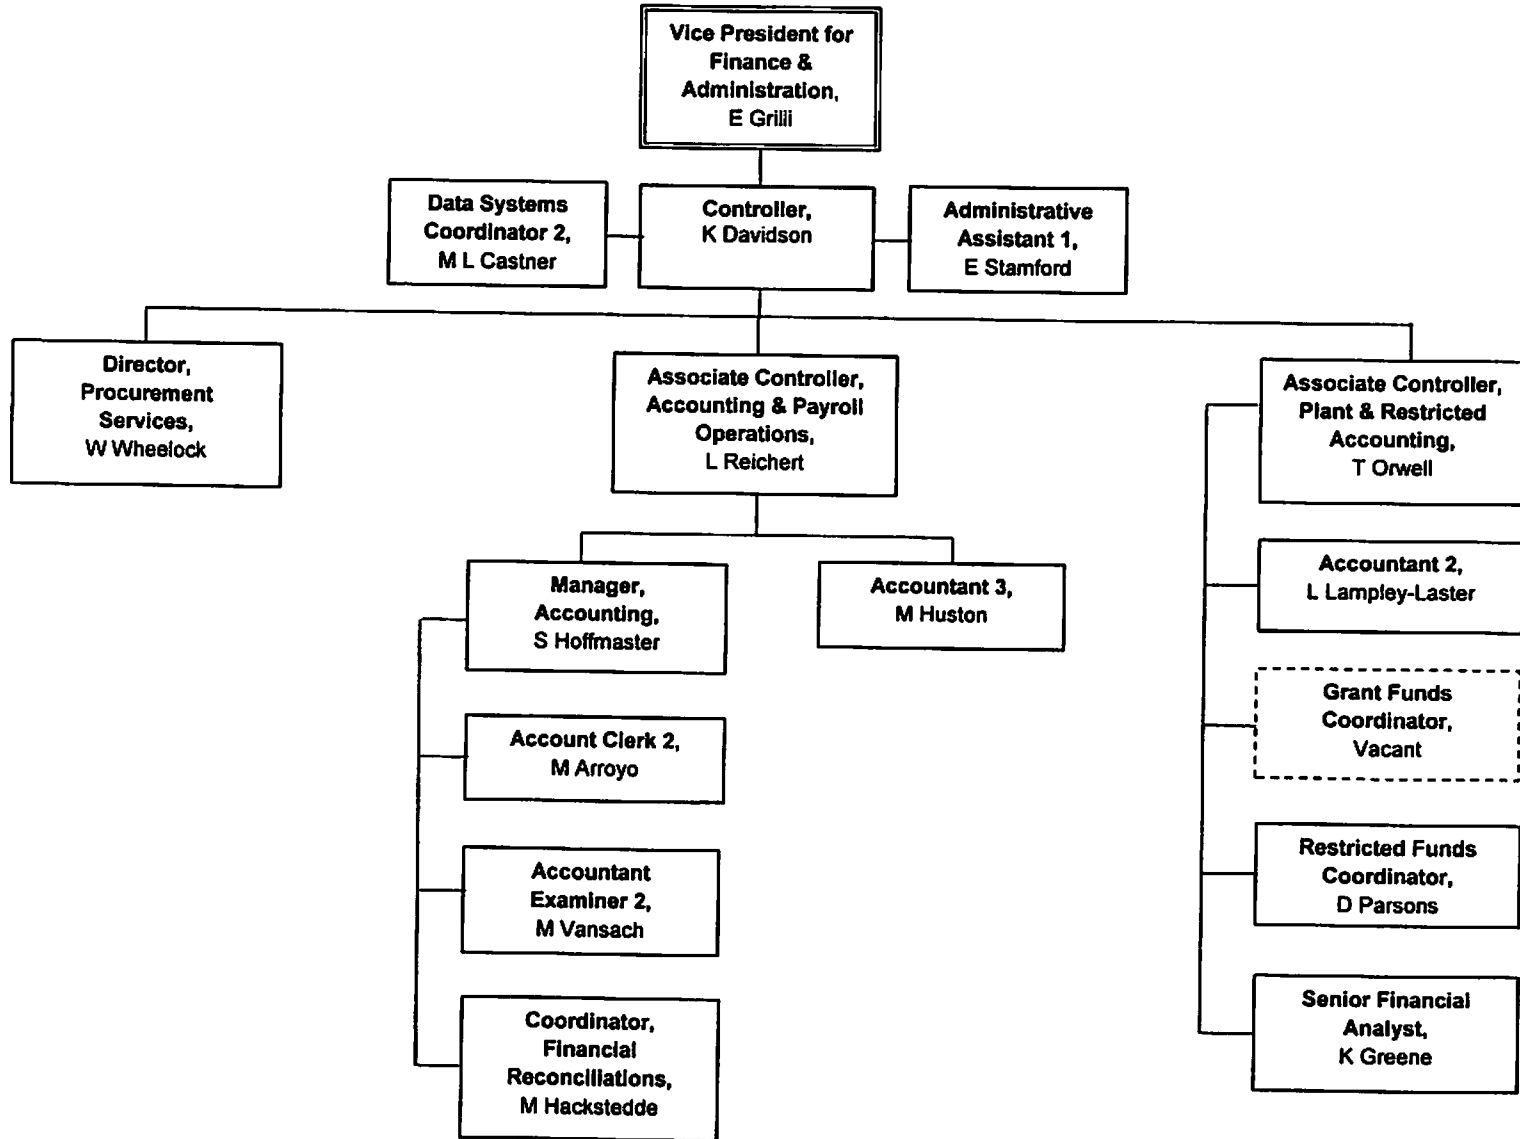 Vice President for
Finance &
Administration,
E Grilli
Data Systems
Coordinator 2,
M L Castner
Controller,
K Davidson
Administrative
Assistant 1,
E Stamford
Director,
Procurement
Services,
W Wheelock
Associate Controller,
Accounting & Payroll
Operations,
L Reichert
Associate Controller,
Plant & Restricted
Accounting,
T Orwell
Manager,
Accounting,
S Hoffmaster
Accountant 3,
M Huston
Account Clerk 2,
M Arroyo
Accountant
Examiner 2,
M Vansach
Coordinator,
Financial
Reconciliations,
M Hackstedde
Accountant 2,
L Lampley-Laster
Grant Funds
Coordinator,
Vacant
Restricted Funds
Coordinator,
D Parsons
Senior Financial
Analyst,
K Greene